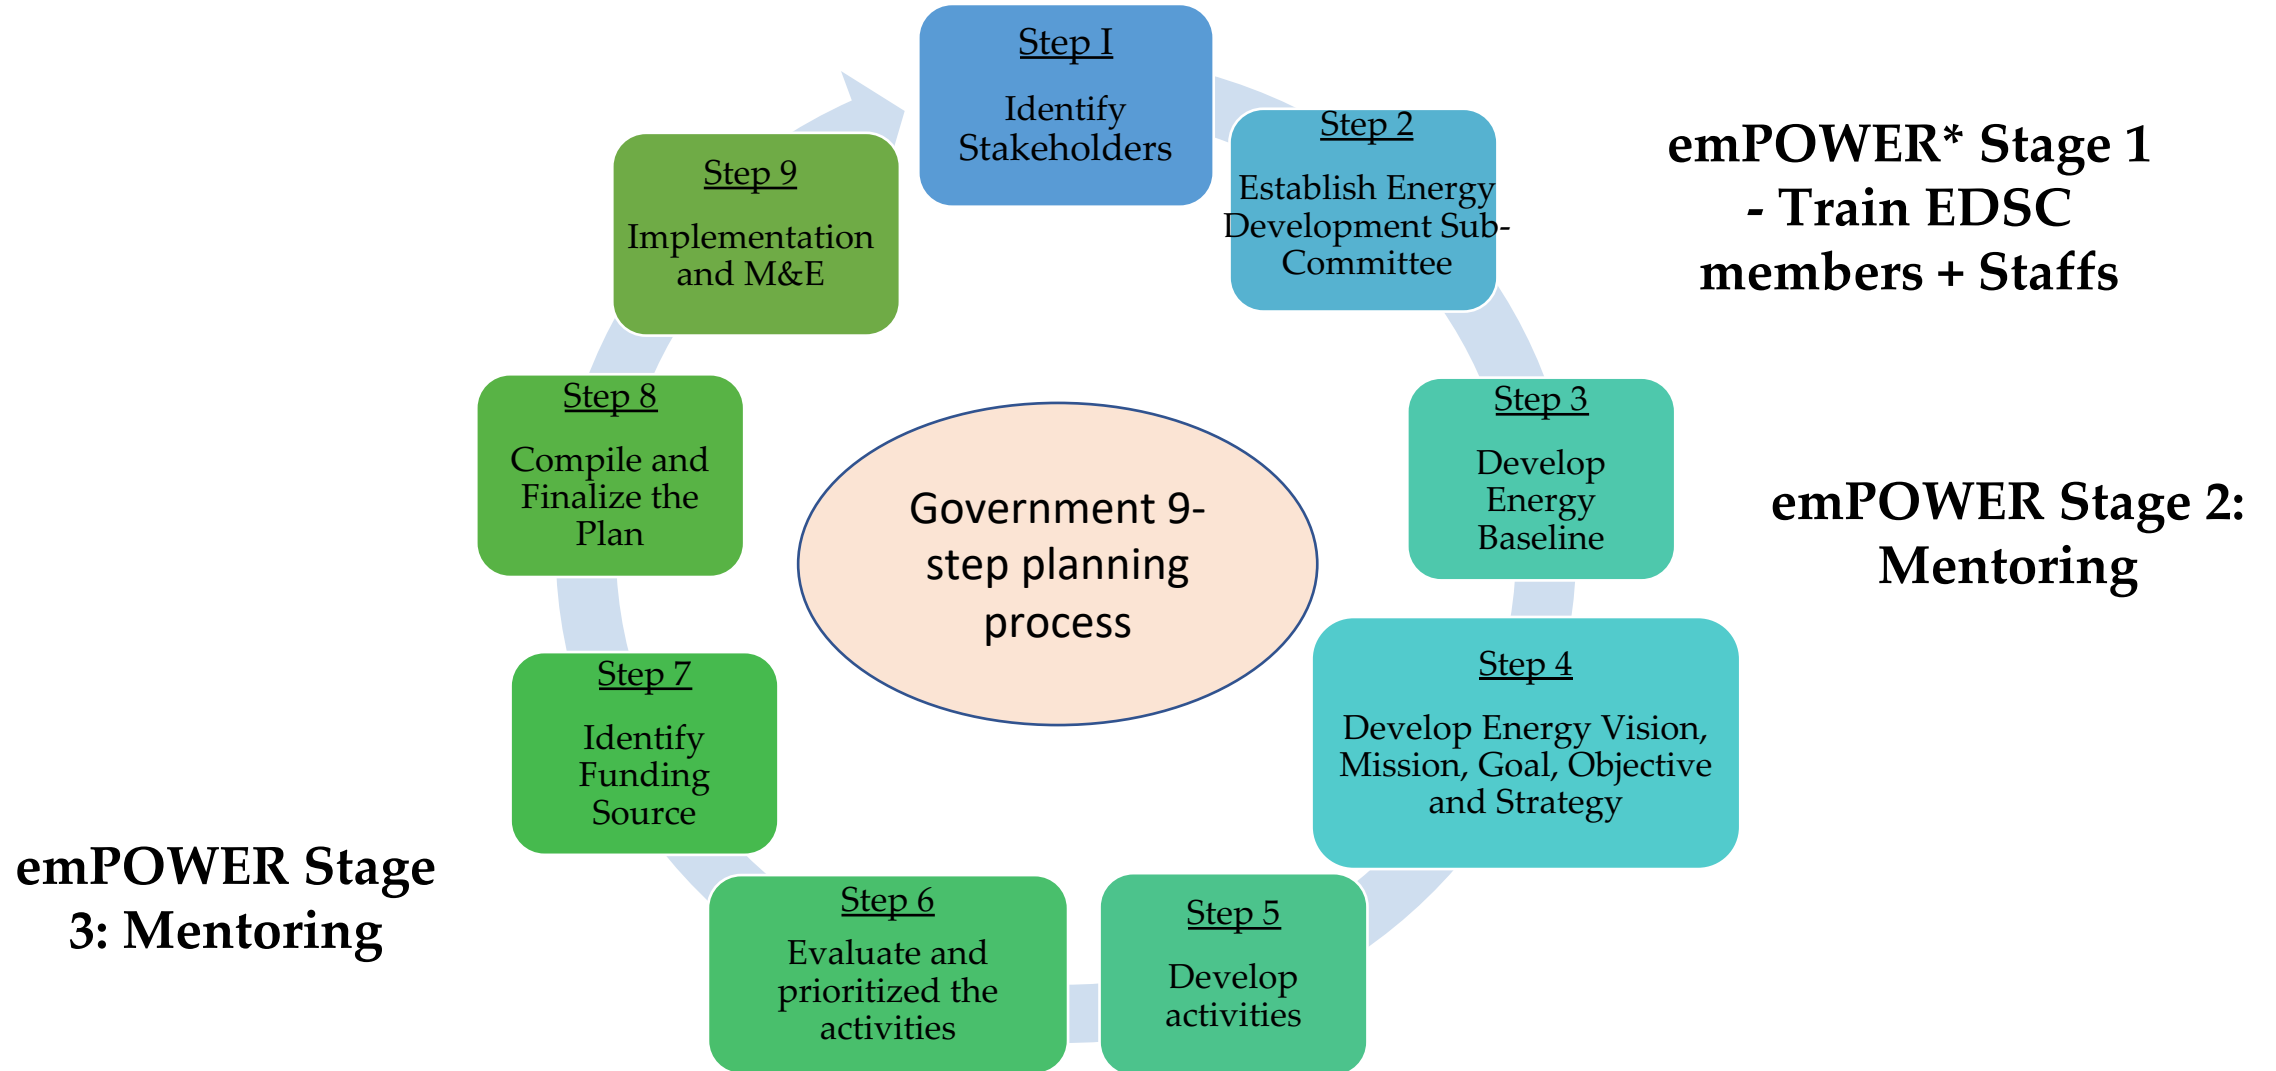 Step I
Identify
Stakeholders
Step 2
Establish Energy
Development Sub-
Committee
emPOWER* Stage 1
- Train EDSC
members + Staffs
Step 3
Develop
Energy
Baseline
emPOWER Stage 2:
Mentoring
Step 4
Develop Energy Vision,
Mission, Goal, Objective
and Strategy
Step 5
Develop
activities
Step 6
Evaluate and
prioritized the
activities
emPOWER Stage
3: Mentoring
Step 7
Identify
Funding
Source
Step 8
Compile and
Finalize the
Plan
Step 9
Implementation
and M&E
Government 9-
step planning
process